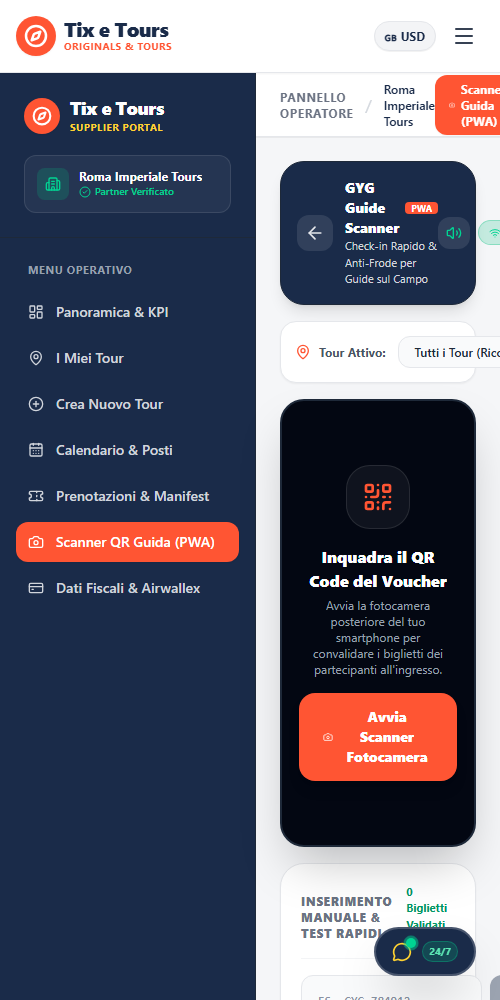 Tix e Tours
ORIGINALS & TOURS
GB USD
Tix e Tours
SUPPLIER PORTAL
Roma Imperiale Tours
Partner Verificato
MENU OPERATIVO
Panoramica & KPI
I Miei Tour
Crea Nuovo Tour
Calendario & Posti
Prenotazioni & Manifest
Scanner QR Guida (PWA)
Dati Fiscali & Airwallex
PANNELLO
OPERATORE
/
Roma
Imperiale
Tours
Scanne
Guida
(PWA)
GYG
Guide
Scanner
PWA
Check-in Rapido &
Anti-Frode per
Guide sul Campo
Tour Attivo:
Tutti i Tour (Rico
Inquadra il QR
Code del Voucher
Avvia la fotocamera
posteriore del tuo
smartphone per
convalidare i biglietti dei
partecipanti all'ingresso.
Avvia
Scanner
Fotocamera
INSERIMENTO
MANUALE &
TEST RAPIDI
0
Biglietti
Validati
24/7